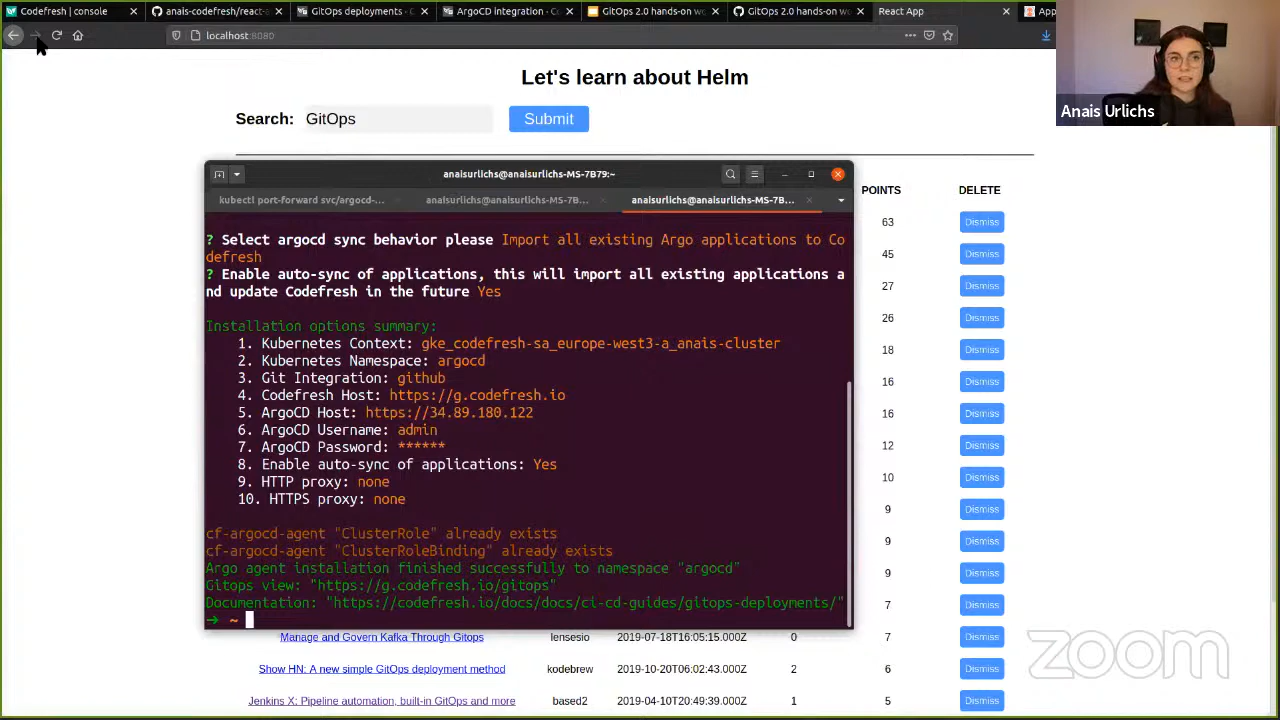 Codefresh | console
anais-codefresh/react-a
GitOps deployments - C
ArgoCD integration - Co
GitOps 2.0 hands-on wo
GitOps 2.0 hands-on wo
React App
App
localhost:8080
Anais Urlichs
Let's learn about Helm
Search: GitOps Submit
anaisurlichs@anaisurlichs-MS-7B79:~
kubectl port-forward svc/argocd-...
anaisurlichs@anaisurlichs-MS-7B...
anaisurlichs@anaisurlichs-MS-7B...
POINTS DELETE
? Select argocd sync behavior please Import all existing Argo applications to Co
defresh
? Enable auto-sync of applications, this will import all existing applications a
nd update Codefresh in the future Yes
Installation options summary:
1. Kubernetes Context: gke_codefresh-sa_europe-west3-a_anais-cluster
2. Kubernetes Namespace: argocd
3. Git Integration: github
4. Codefresh Host: https://g.codefresh.io
5. ArgoCD Host: https://34.89.180.122
6. ArgoCD Username: admin
7. ArgoCD Password: ******
8. Enable auto-sync of applications: Yes
9. HTTP proxy: none
10. HTTPS proxy: none
cf-argocd-agent "ClusterRole" already exists
cf-argocd-agent "ClusterRoleBinding" already exists
Argo agent installation finished successfully to namespace "argocd"
Gitops view: "https://g.codefresh.io/gitops"
Documentation: "https://codefresh.io/docs/docs/ci-cd-guides/gitops-deployments/"
→ ~
63 Dismiss
45 Dismiss
27 Dismiss
26 Dismiss
18 Dismiss
16 Dismiss
16 Dismiss
12 Dismiss
10 Dismiss
9 Dismiss
9 Dismiss
9 Dismiss
7 Dismiss
Manage and Govern Kafka Through Gitops lensesio 2019-07-18T16:05:15.000Z 0 7 Dismiss
Show HN: A new simple GitOps deployment method kodebrew 2019-10-20T06:02:43.000Z 2 6 Dismiss
Jenkins X: Pipeline automation, built-in GitOps and more based2 2019-04-10T20:49:39.000Z 1 5 Dismiss
zoom